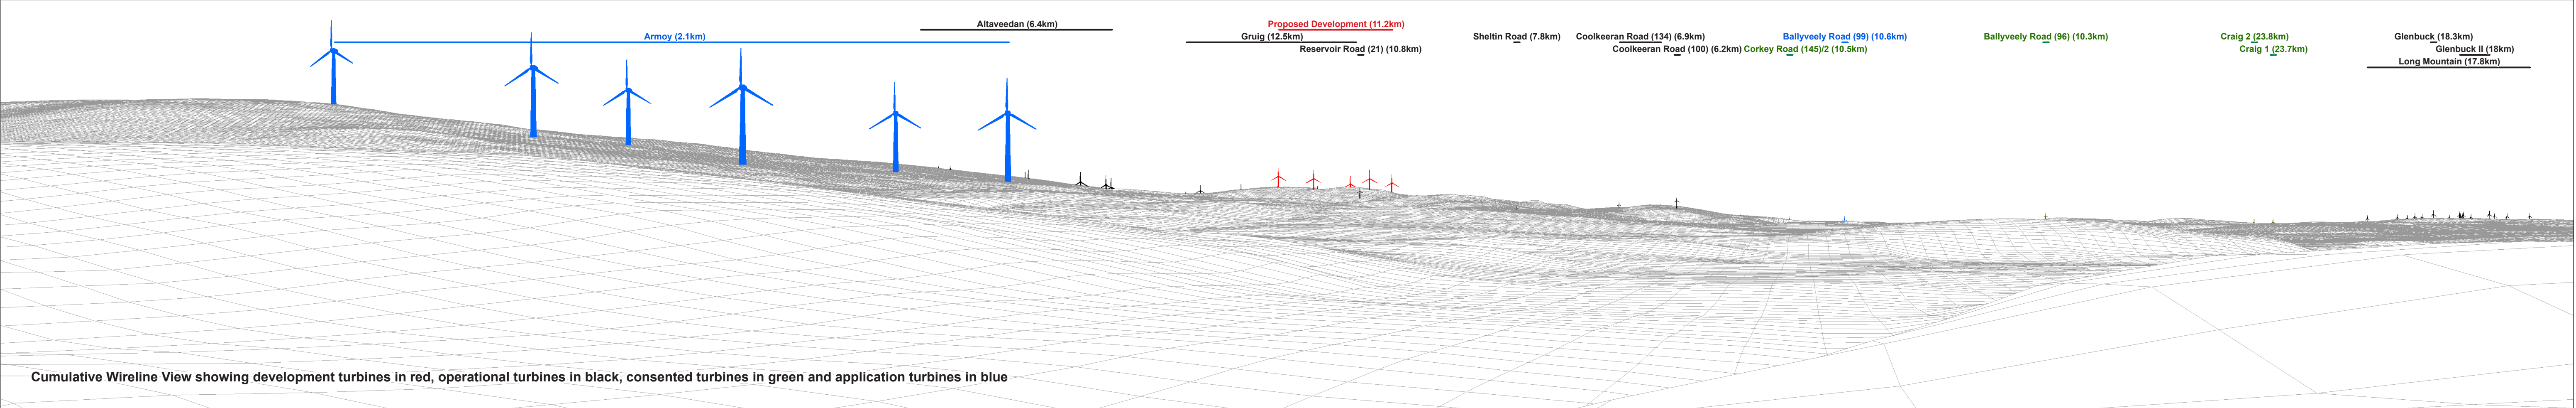 Altaveedan (6.4km)
Proposed Development (11.2km)
Armoy (2.1km)
Gruig (12.5km)
Sheltin Road (7.8km)
Coolkeeran Road (134) (6.9km)
Ballyveely Road (99) (10.6km)
Ballyveely Road (96) (10.3km)
Craig 2 (23.8km)
Glenbuck (18.3km)
Reservoir Road (21) (10.8km)
Coolkeeran Road (100) (6.2km)
Corkey Road (145)/2 (10.5km)
Craig 1 (23.7km)
Glenbuck II (18km)
Long Mountain (17.8km)
Cumulative Wireline View showing development turbines in red, operational turbines in black, consented turbines in green and application turbines in blue